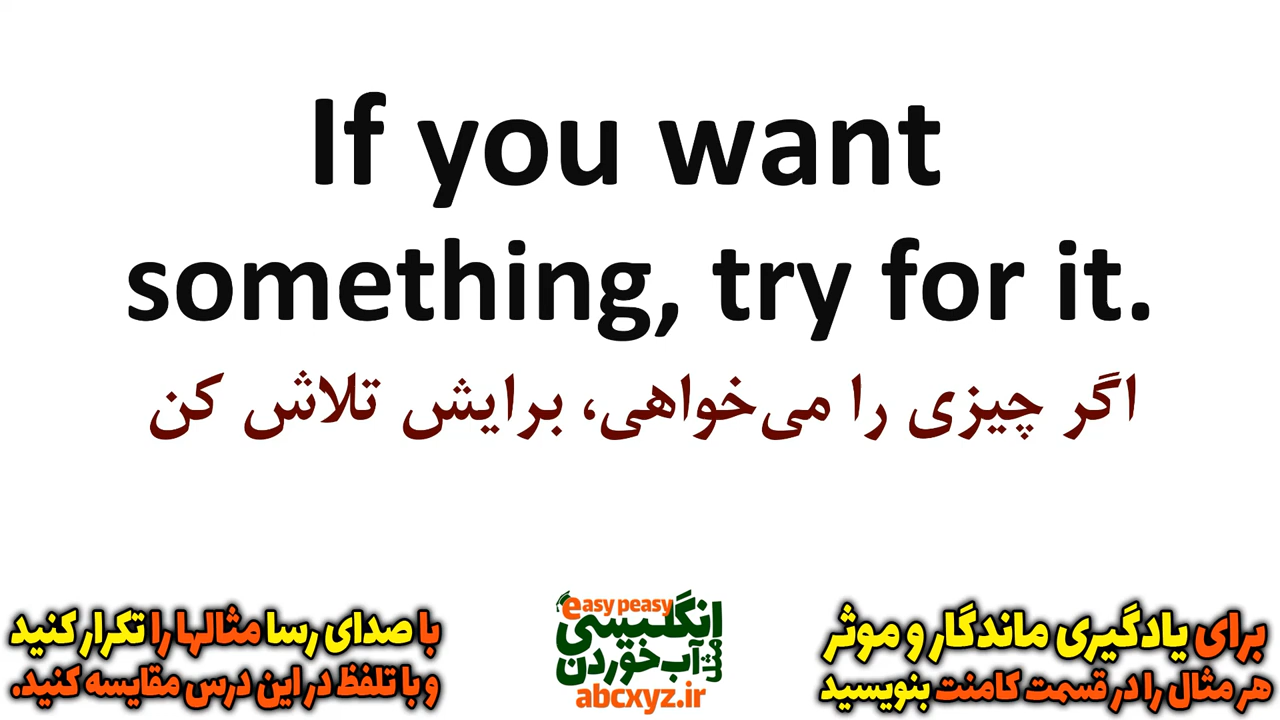 If you want
something, try for it.
اگر چیزی را می‌خواهی، برایش تلاش کن
برای یادگیری ماندگار و موثر
هر مثال را در قسمت کامنت بنویسید
easy peasy
انگلیسی
مثل
آب خوردن
abcxyz.ir
با صدای رسا مثالها را تکرار کنید
و با تلفظ در این درس مقایسه کنید.